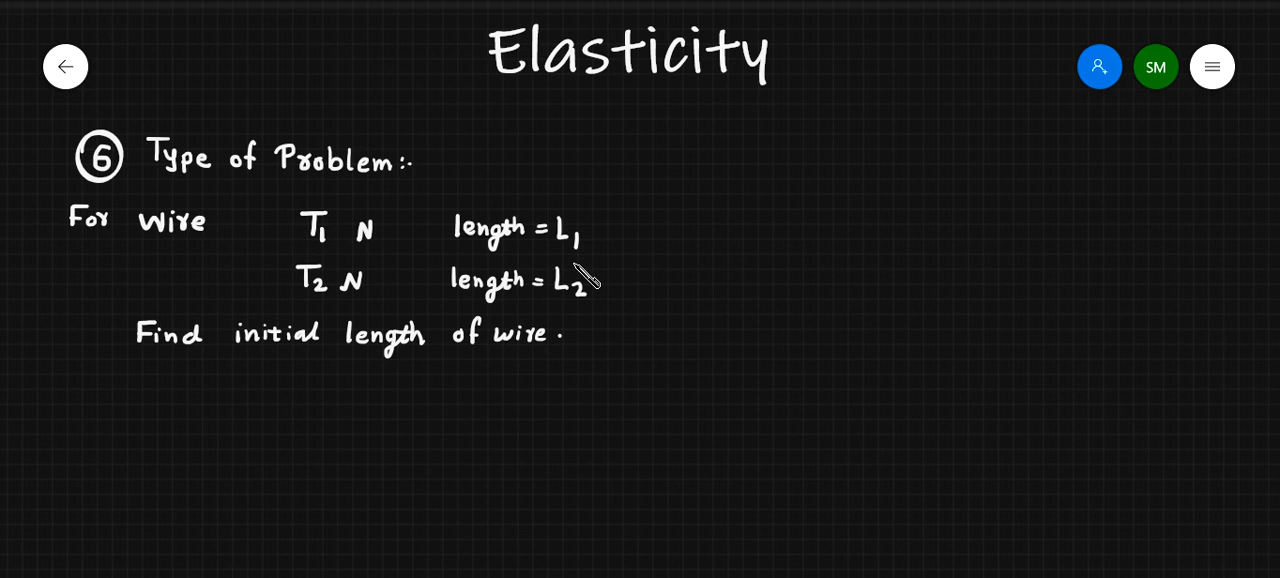 Elasticity
SM
6 Type of Problem:-
For Wire T1 N length = L1
T2 N length = L2
Find initial length of wire.